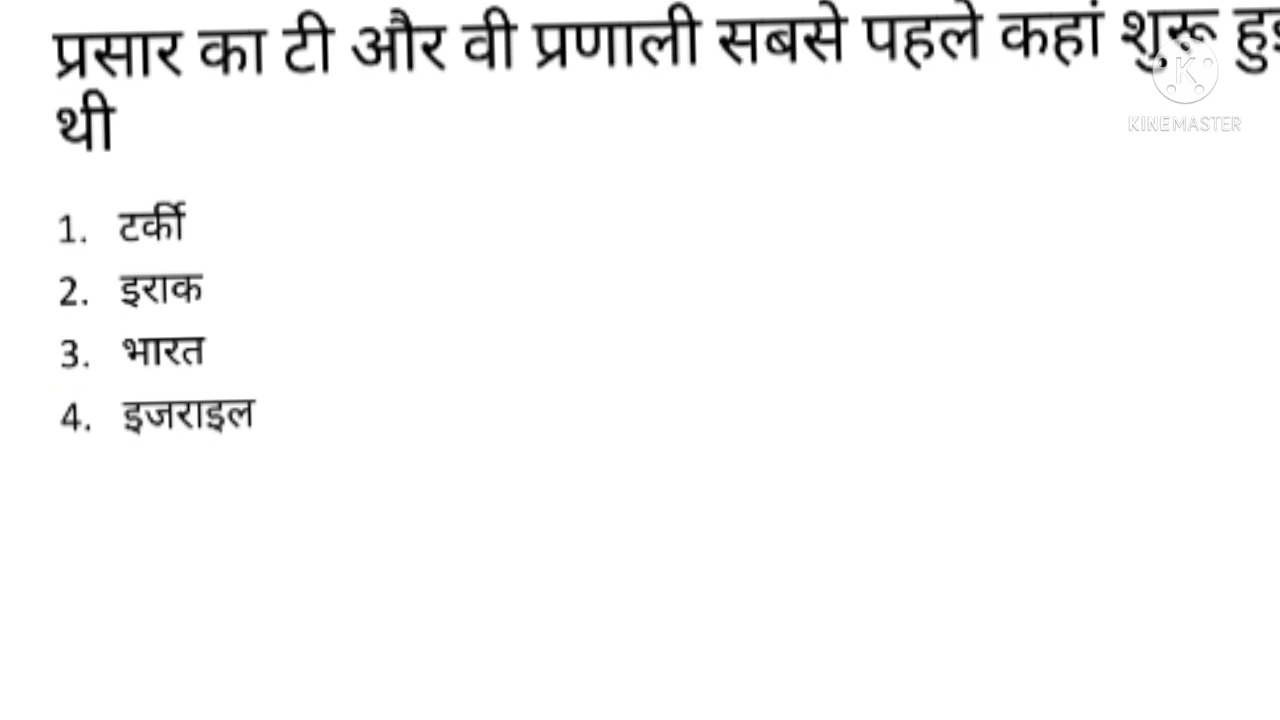 प्रसार का टी और वी प्रणाली सबसे पहले कहां शुरू
थी
1. टर्की
2. इराक
3. भारत
4. इजराइल
KINEMASTER